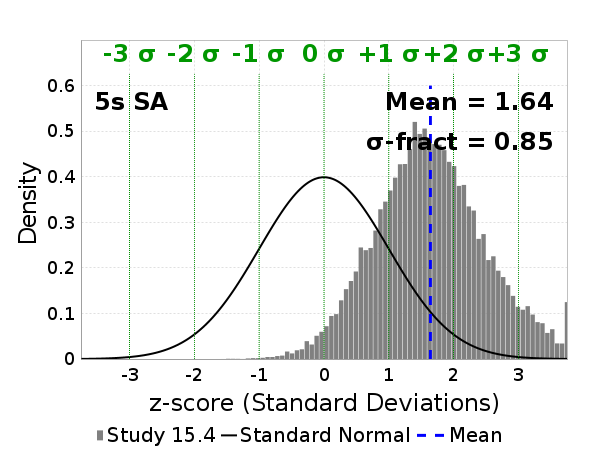 -3 σ -2 σ -1 σ 0 σ +1 σ +2 σ +3 σ
5s SA
Mean = 1.64
σ-fract = 0.85
0.6
0.5
0.4
0.3
0.2
0.1
0
Density
-3 -2 -1 0 1 2 3
z-score (Standard Deviations)
Study 15.4 Standard Normal Mean